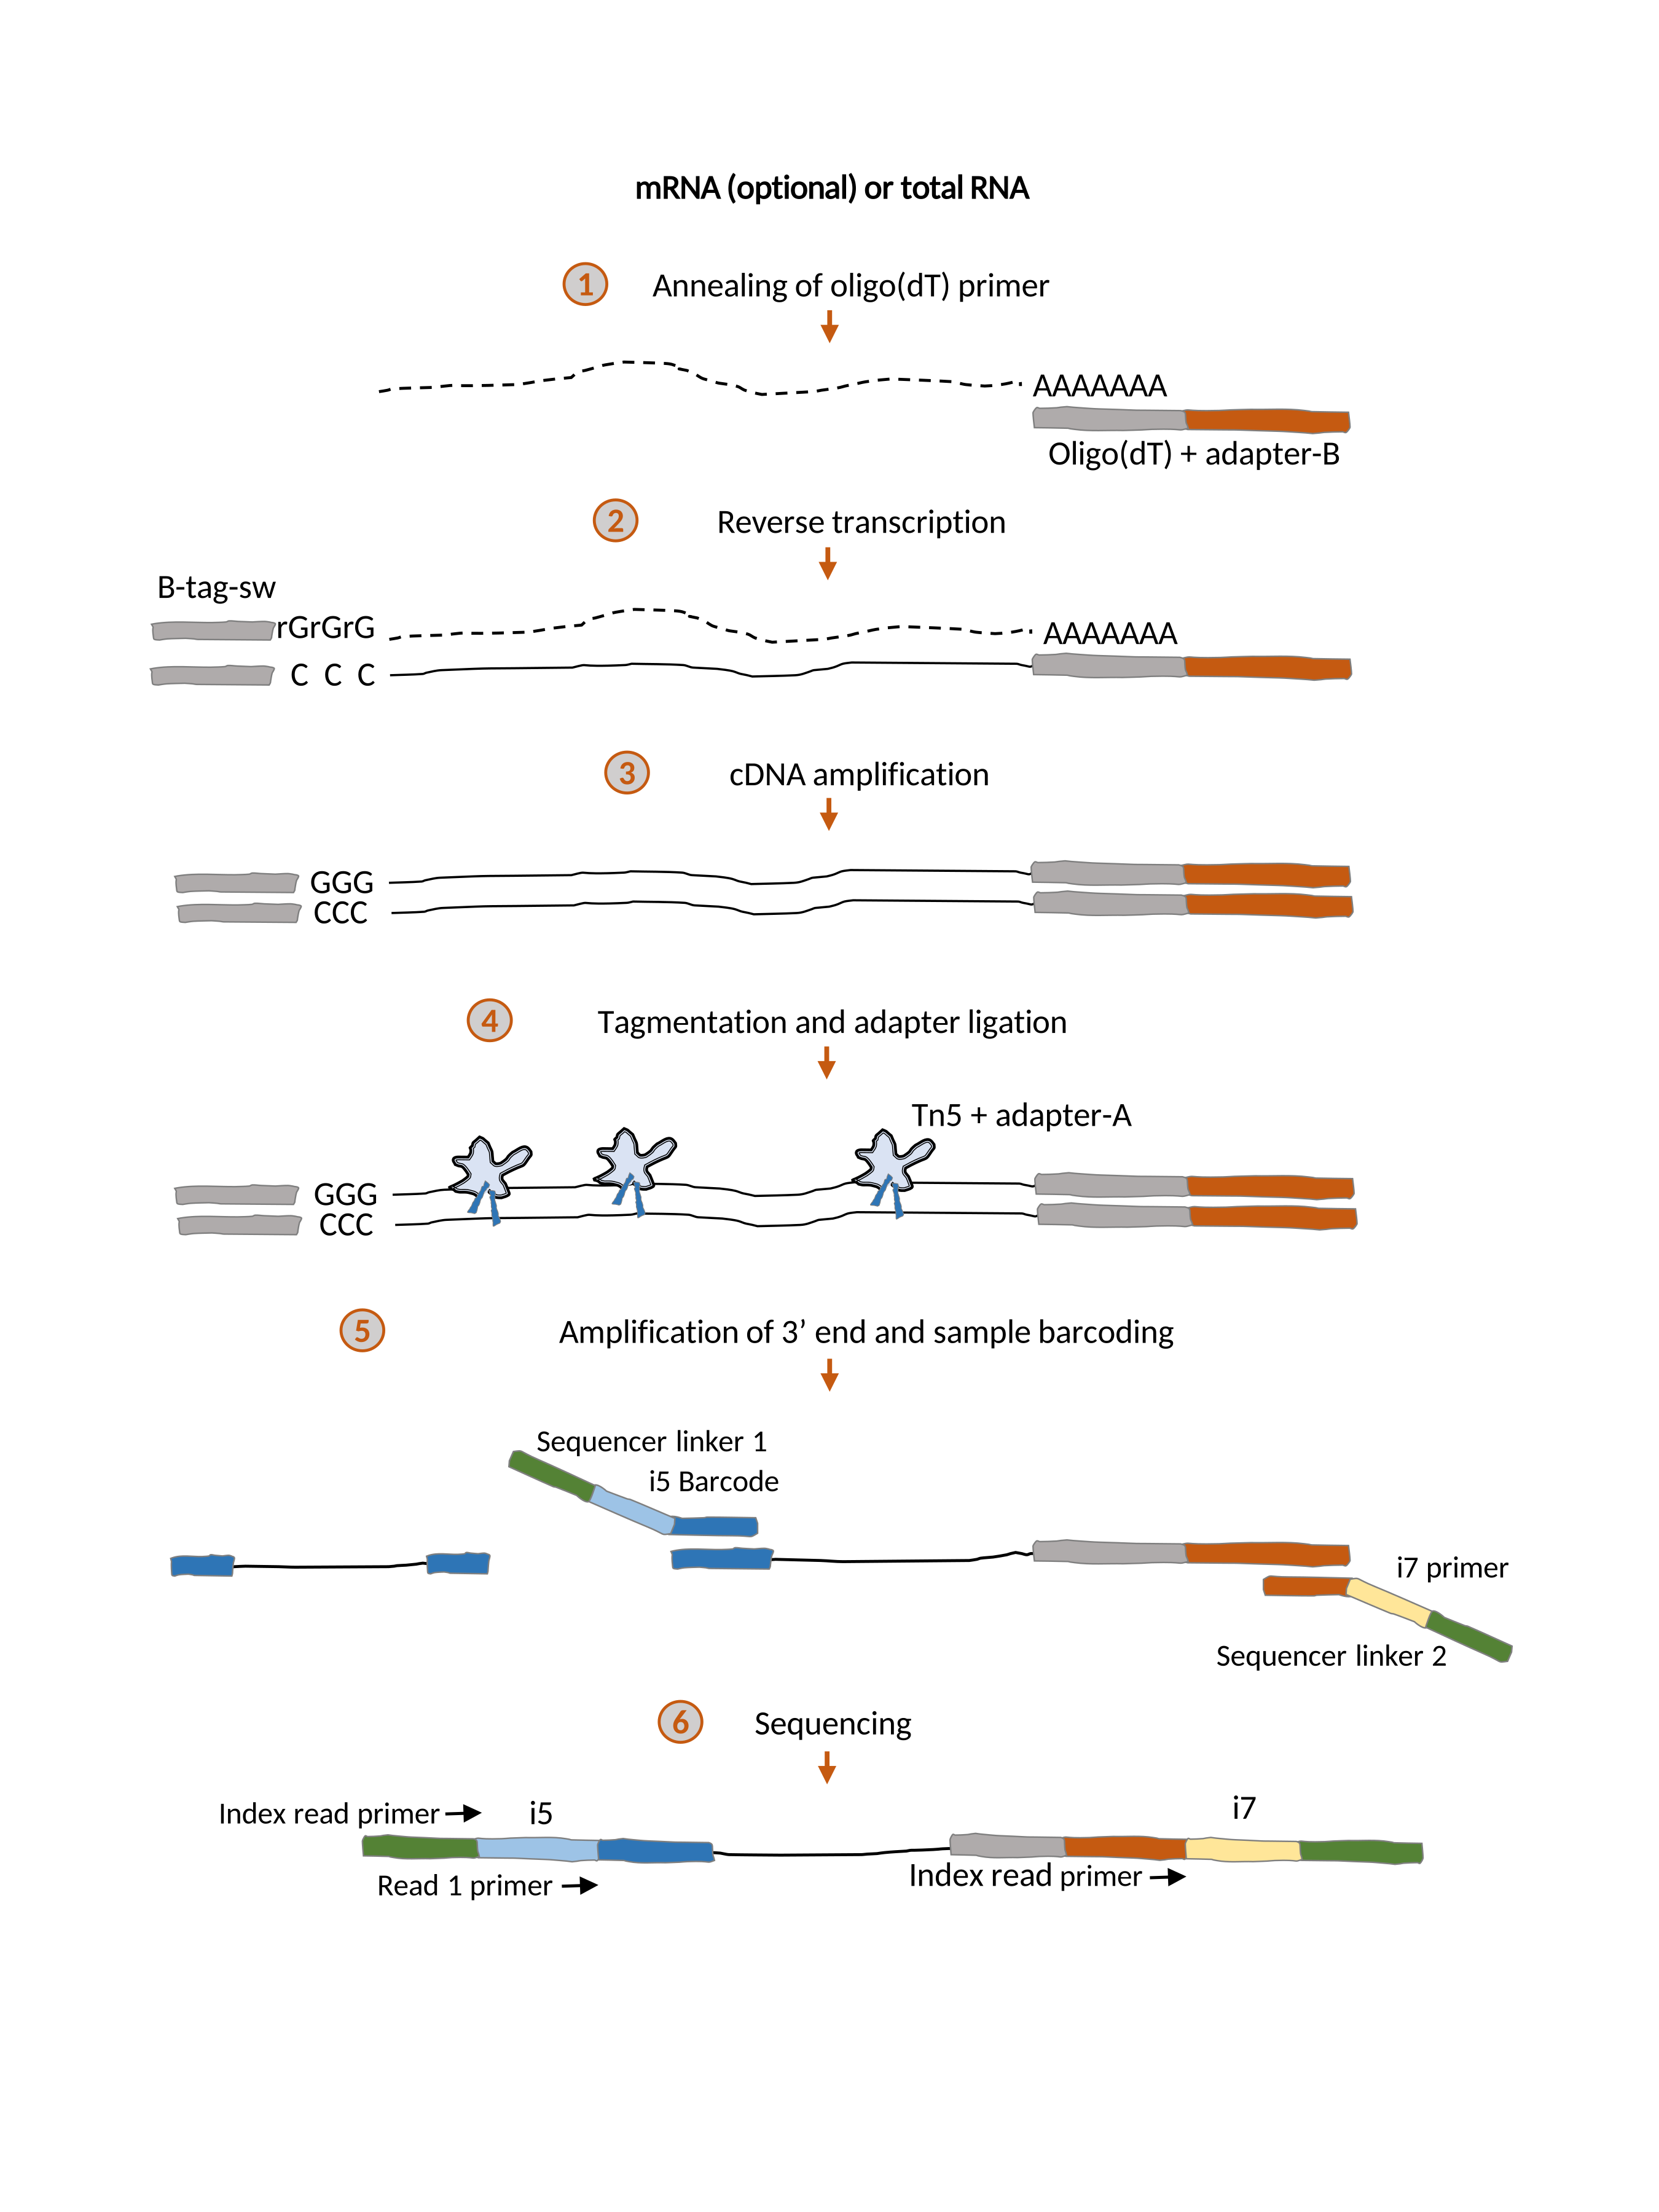 mRNA (optional) or total RNA
1 Annealing of oligo(dT) primer
AAAAAAA
Oligo(dT) + adapter-B
2 Reverse transcription
B-tag-sw
rGrGrG
AAAAAAA
C C C
3 cDNA amplification
GGG
CCC
4 Tagmentation and adapter ligation
Tn5 + adapter-A
GGG
CCC
5 Amplification of 3’ end and sample barcoding
Sequencer linker 1
i5 Barcode
i7 primer
Sequencer linker 2
6 Sequencing
Index read primer i5 i7
Read 1 primer Index read primer